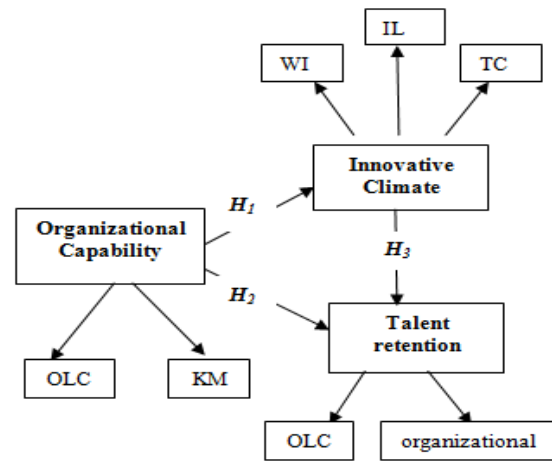 IL
WI
TC
Innovative
Climate
H1
Organizational
Capability
H3
H2
Talent
retention
OLC
KM
OLC
organizational